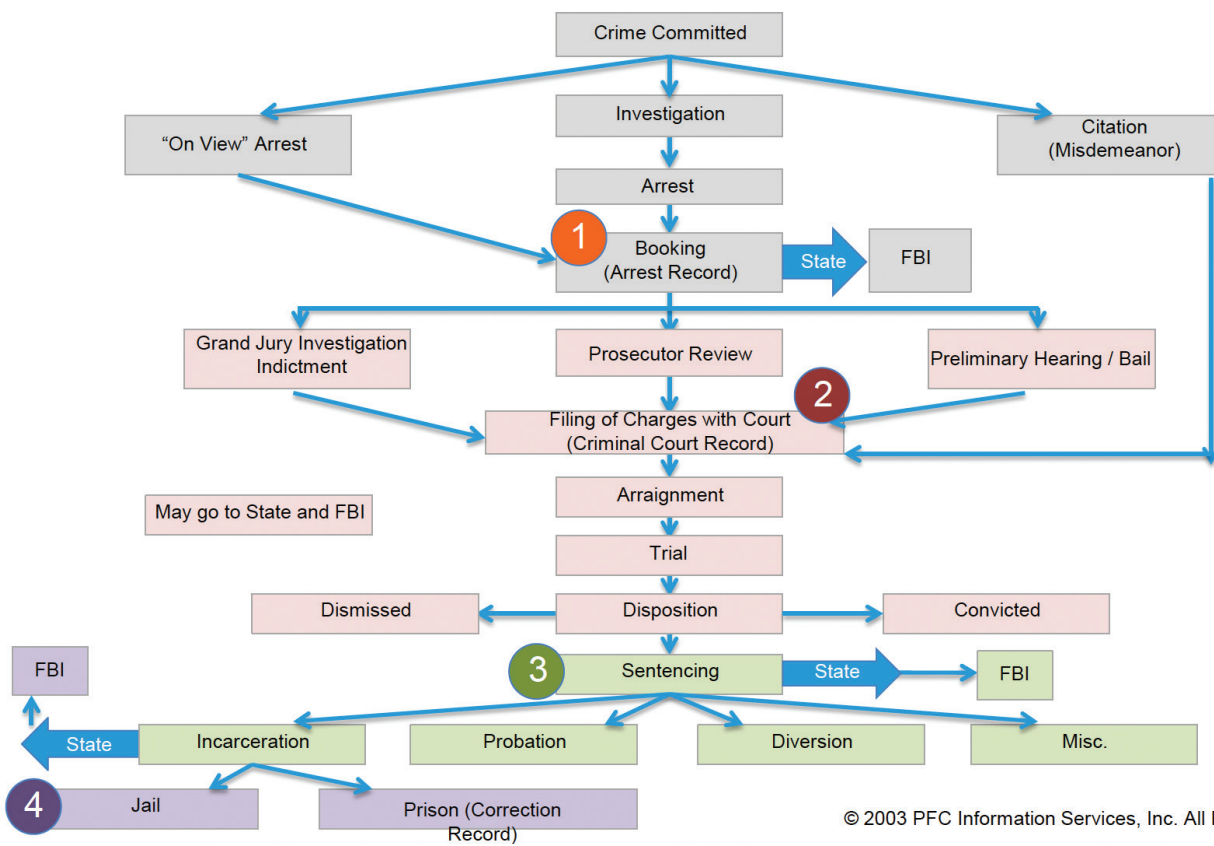 Crime Committed
"On View" Arrest
Investigation
Citation
(Misdemeanor)
Arrest
1
Booking
(Arrest Record)
State
FBI
Grand Jury Investigation
Indictment
Prosecutor Review
Preliminary Hearing / Bail
2
Filing of Charges with Court
(Criminal Court Record)
May go to State and FBI
Arraignment
Trial
Dismissed
Disposition
Convicted
FBI
3
Sentencing
State
FBI
State
Incarceration
Probation
Diversion
Misc.
4
Jail
Prison (Correction
Record)
© 2003 PFC Information Services, Inc. All